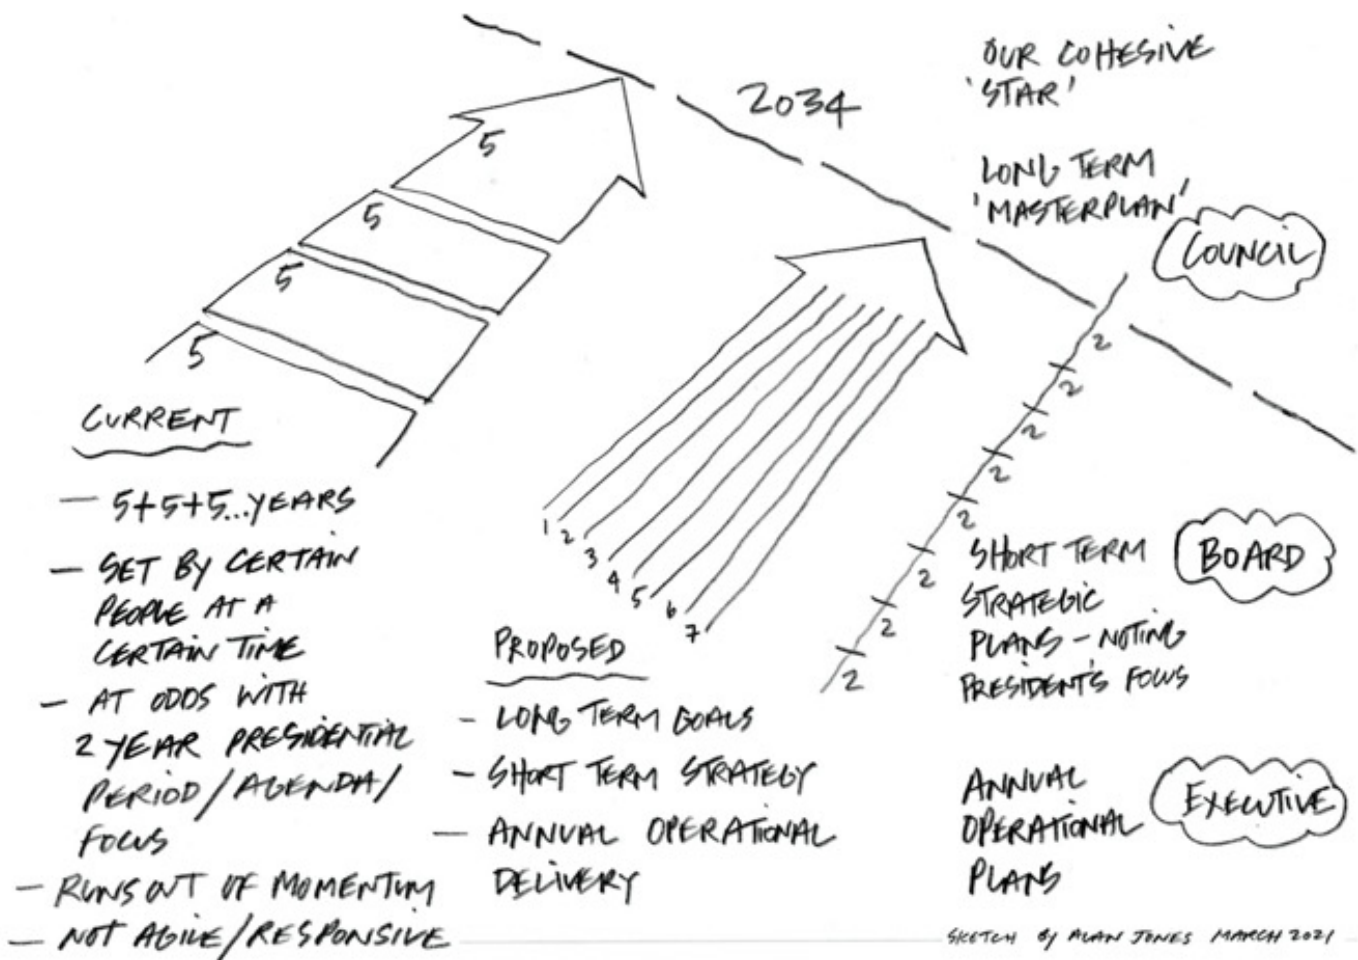 2034
OUR COHESIVE
'STAR'
LONG TERM
'MASTERPLAN'
COUNCIL
5
5
5
5
CURRENT
— 5+5+5...YEARS
— SET BY CERTAIN
PEOPLE AT A
CERTAIN TIME
— AT ODDS WITH
2 YEAR PRESIDENTIAL
PERIOD/AGENDA/
FOCUS
— RUNS OUT OF MOMENTUM
— NOT AGILE/RESPONSIVE
1
2
3
4
5
6
7
PROPOSED
— LONG TERM GOALS
— SHORT TERM STRATEGY
— ANNUAL OPERATIONAL
DELIVERY
2
2
2
2
2
2
2
2
SHORT TERM
STRATEGIC
PLANS – NOTING
PRESIDENT'S FOCUS
BOARD
ANNUAL
OPERATIONAL
PLANS
EXECUTIVE
SKETCH BY ALAN JONES MARCH 2021